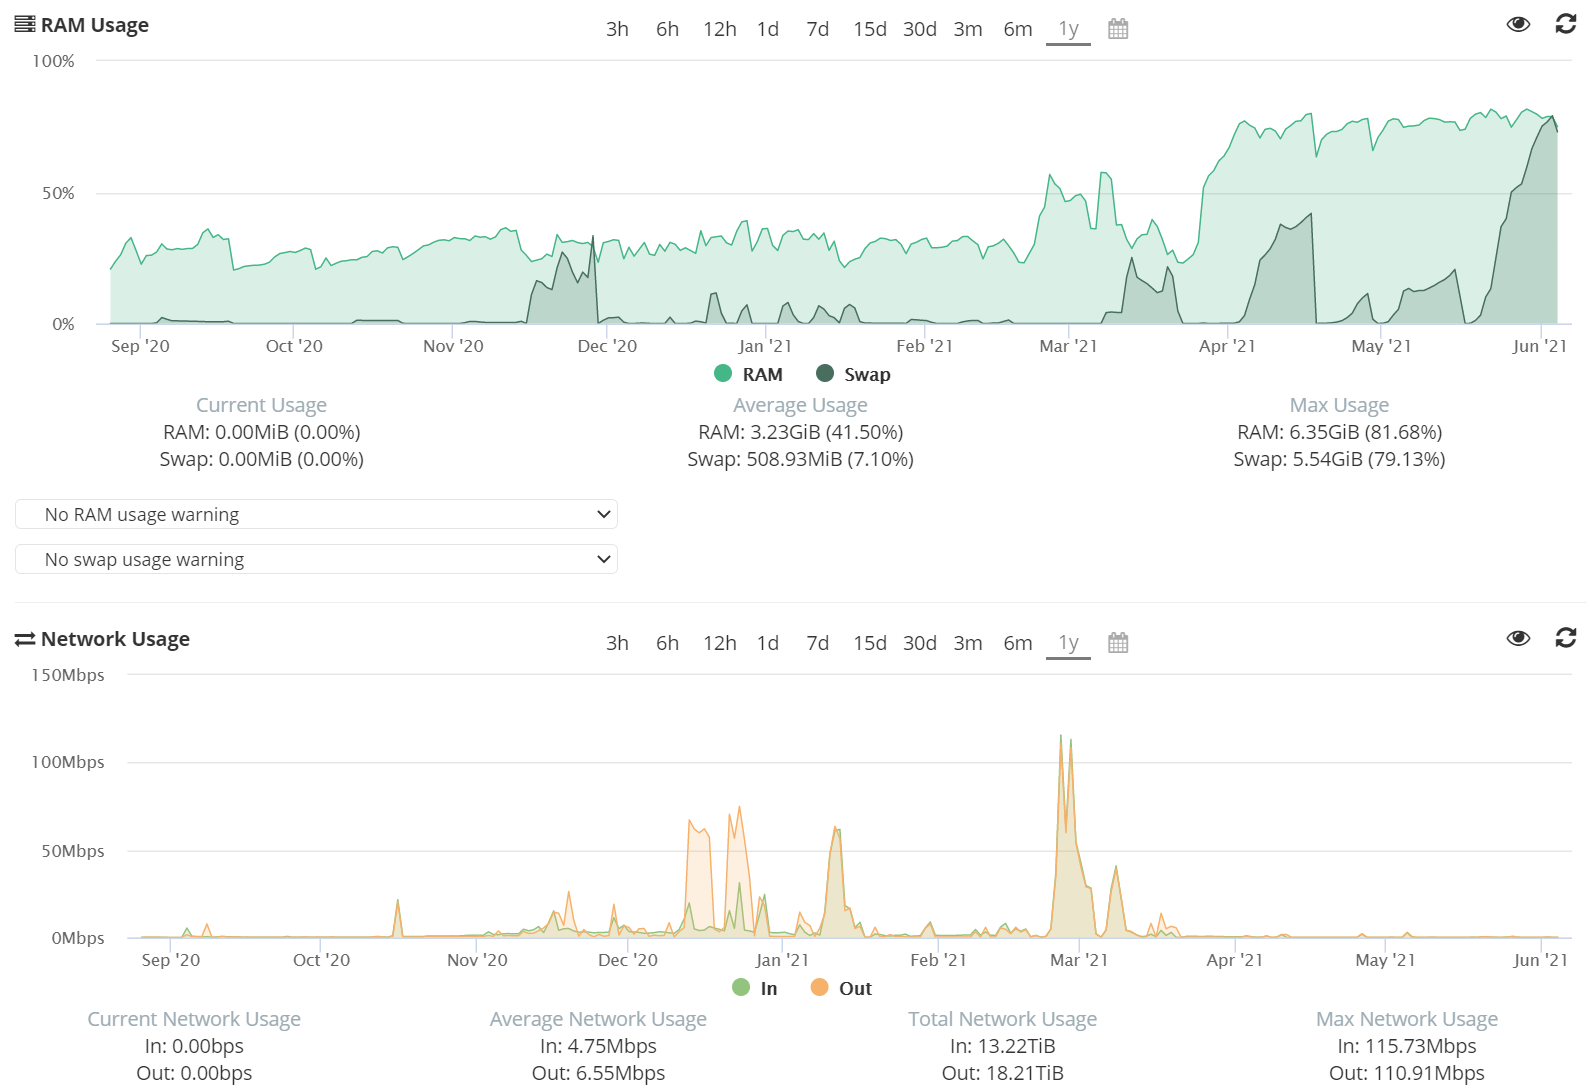 RAM Usage
3h 6h 12h 1d 7d 15d 30d 3m 6m 1y
100%
50%
0%
Sep '20 Oct '20 Nov '20 Dec '20 Jan '21 Feb '21 Mar '21 Apr '21 May '21 Jun '21
RAM Swap
Current Usage Average Usage Max Usage
RAM: 0.00MiB (0.00%) RAM: 3.23GiB (41.50%) RAM: 6.35GiB (81.68%)
Swap: 0.00MiB (0.00%) Swap: 508.93MiB (7.10%) Swap: 5.54GiB (79.13%)
No RAM usage warning
No swap usage warning
Network Usage
3h 6h 12h 1d 7d 15d 30d 3m 6m 1y
150Mbps
100Mbps
50Mbps
0Mbps
Sep '20 Oct '20 Nov '20 Dec '20 Jan '21 Feb '21 Mar '21 Apr '21 May '21 Jun '21
In Out
Current Network Usage Average Network Usage Total Network Usage Max Network Usage
In: 0.00bps In: 4.75Mbps In: 13.22TiB In: 115.73Mbps
Out: 0.00bps Out: 6.55Mbps Out: 18.21TiB Out: 110.91Mbps